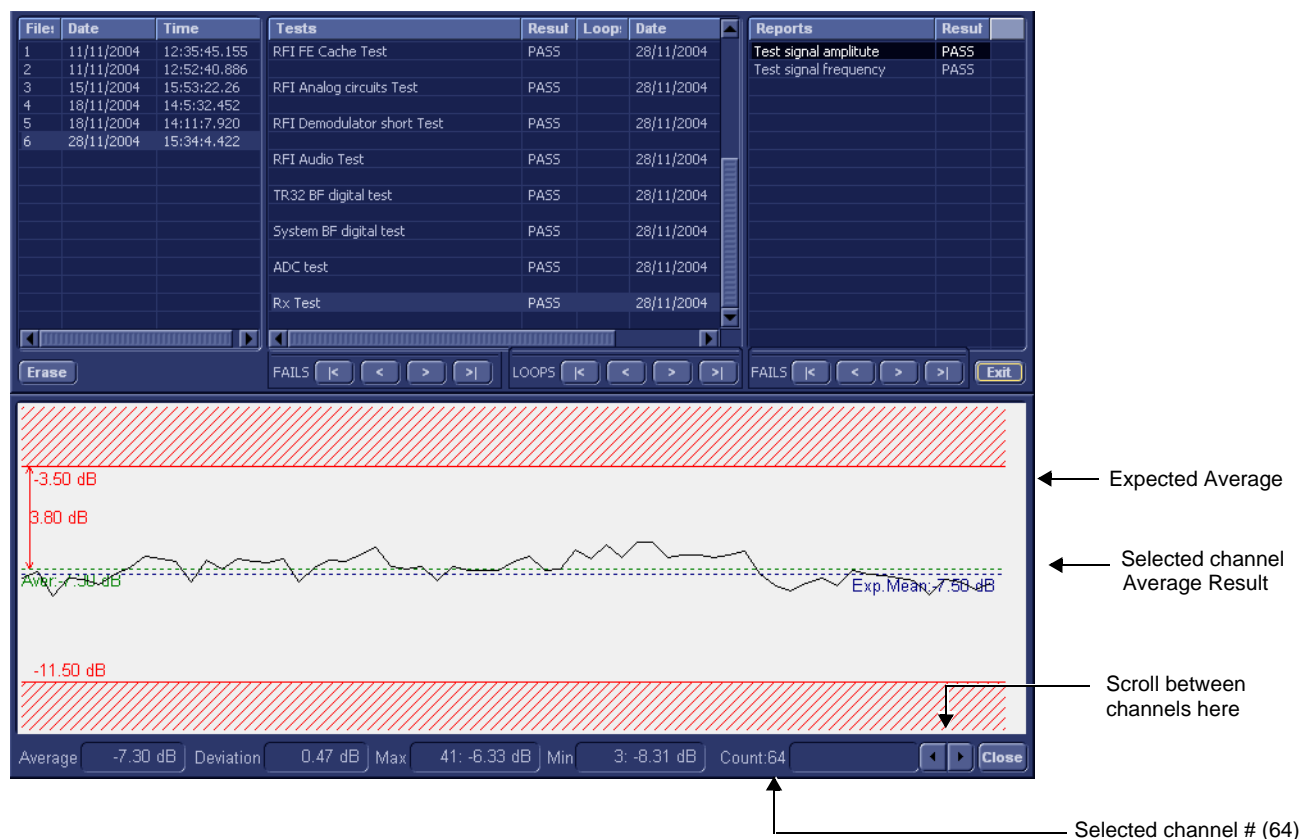 File: Date Time
1 11/11/2004 12:35:45.155
2 11/11/2004 12:52:40.886
3 15/11/2004 15:53:22.26
4 18/11/2004 14:5:32.452
5 18/11/2004 14:11:7.920
6 28/11/2004 15:34:4.422
Erase
Tests Result Loop: Date
RFI FE Cache Test PASS 28/11/2004
RFI Analog circuits Test PASS 28/11/2004
RFI Demodulator short Test PASS 28/11/2004
RFI Audio Test PASS 28/11/2004
TR32 BF digital test PASS 28/11/2004
System BF digital test PASS 28/11/2004
ADC test PASS 28/11/2004
Rx Test PASS 28/11/2004
FAILS |< < > >| LOOPS |< < > >|
Reports Result
Test signal amplitute PASS
Test signal frequency PASS
FAILS |< < > >| Exit
-3.50 dB
3.80 dB
Aver:-7.30 dB
Exp.Mean:-7.50 dB
-11.50 dB
Average -7.30 dB Deviation 0.47 dB Max 41: -6.33 dB Min 3: -8.31 dB Count:64 Close
Expected Average
Selected channel
Average Result
Scroll between
channels here
Selected channel # (64)